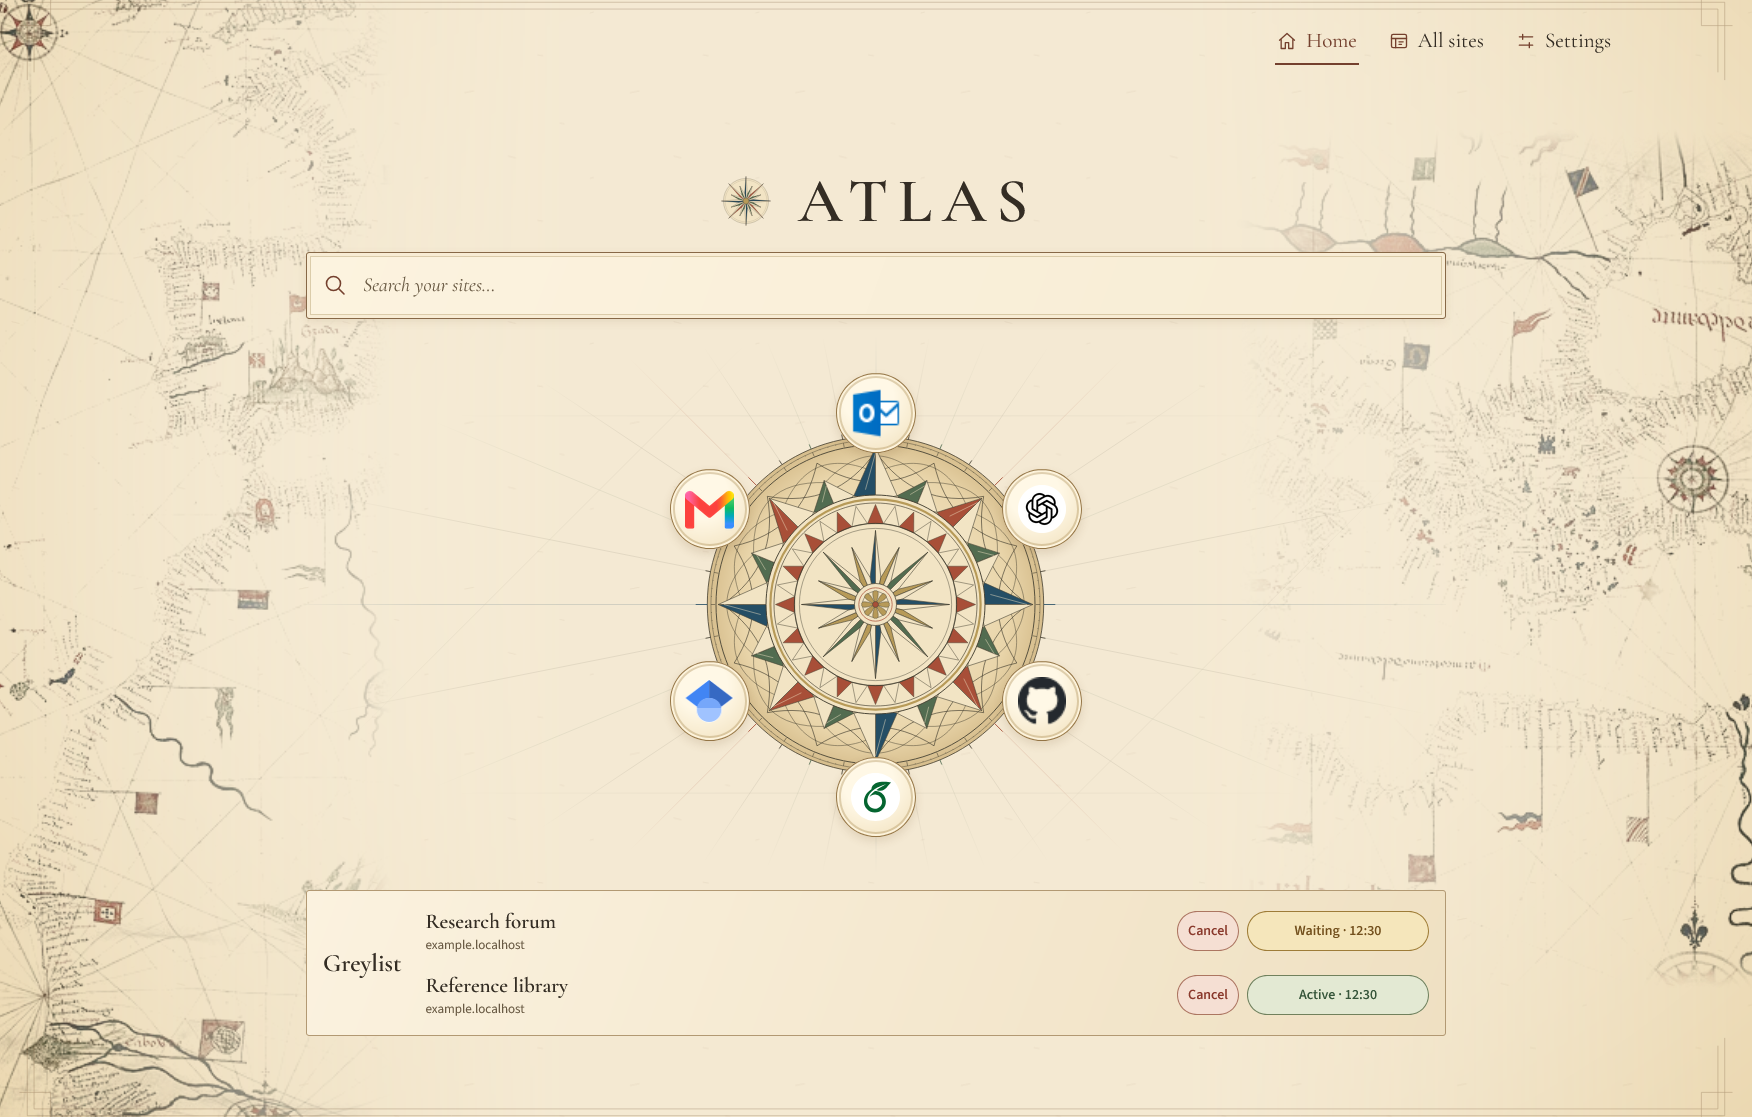 Home
All sites
Settings
ATLAS
Search your sites...
Greylist
Research forum
example.localhost
Cancel
Waiting · 12:30
Reference library
example.localhost
Cancel
Active · 12:30